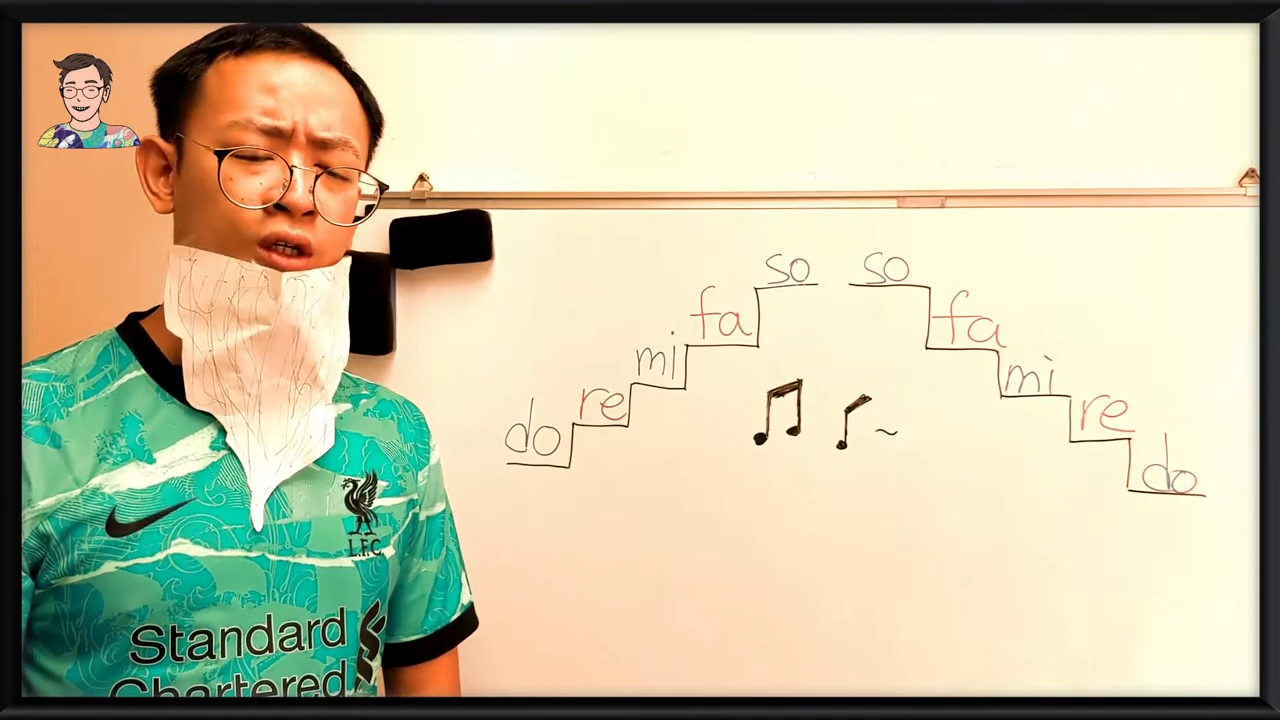 so so
fa fa
mi mi
re re
do do
L.F.C.
Standard
Chartered